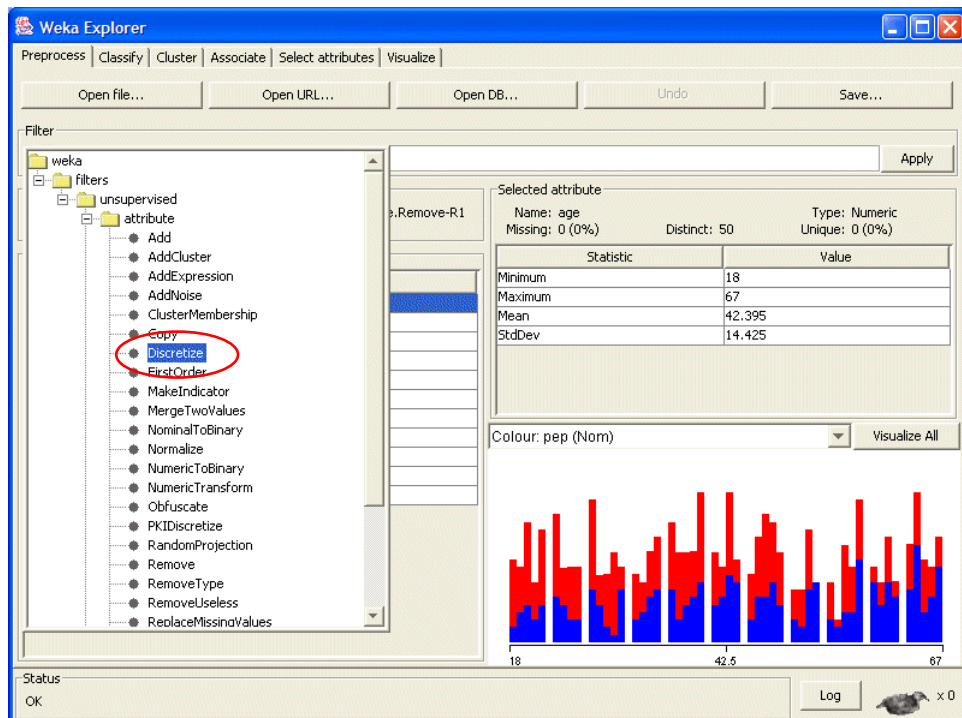 Weka Explorer
Preprocess Classify Cluster Associate Select attributes Visualize
Open file... Open URL... Open DB... Undo Save...
Filter
Apply
weka
filters
unsupervised
attribute
Add
AddCluster
AddExpression
AddNoise
ClusterMembership
Copy
Discretize
FirstOrder
MakeIndicator
MergeTwoValues
NominalToBinary
Normalize
NumericToBinary
NumericTransform
Obfuscate
PKIDiscretize
RandomProjection
Remove
RemoveType
RemoveUseless
ReplaceMissingValues
.Remove-R1
Selected attribute
Name: age Type: Numeric
Missing: 0 (0%) Distinct: 50 Unique: 0 (0%)
Statistic Value
Minimum 18
Maximum 67
Mean 42.395
StdDev 14.425
Colour: pep (Nom) Visualize All
18 42.5 67
Status
OK
Log x 0